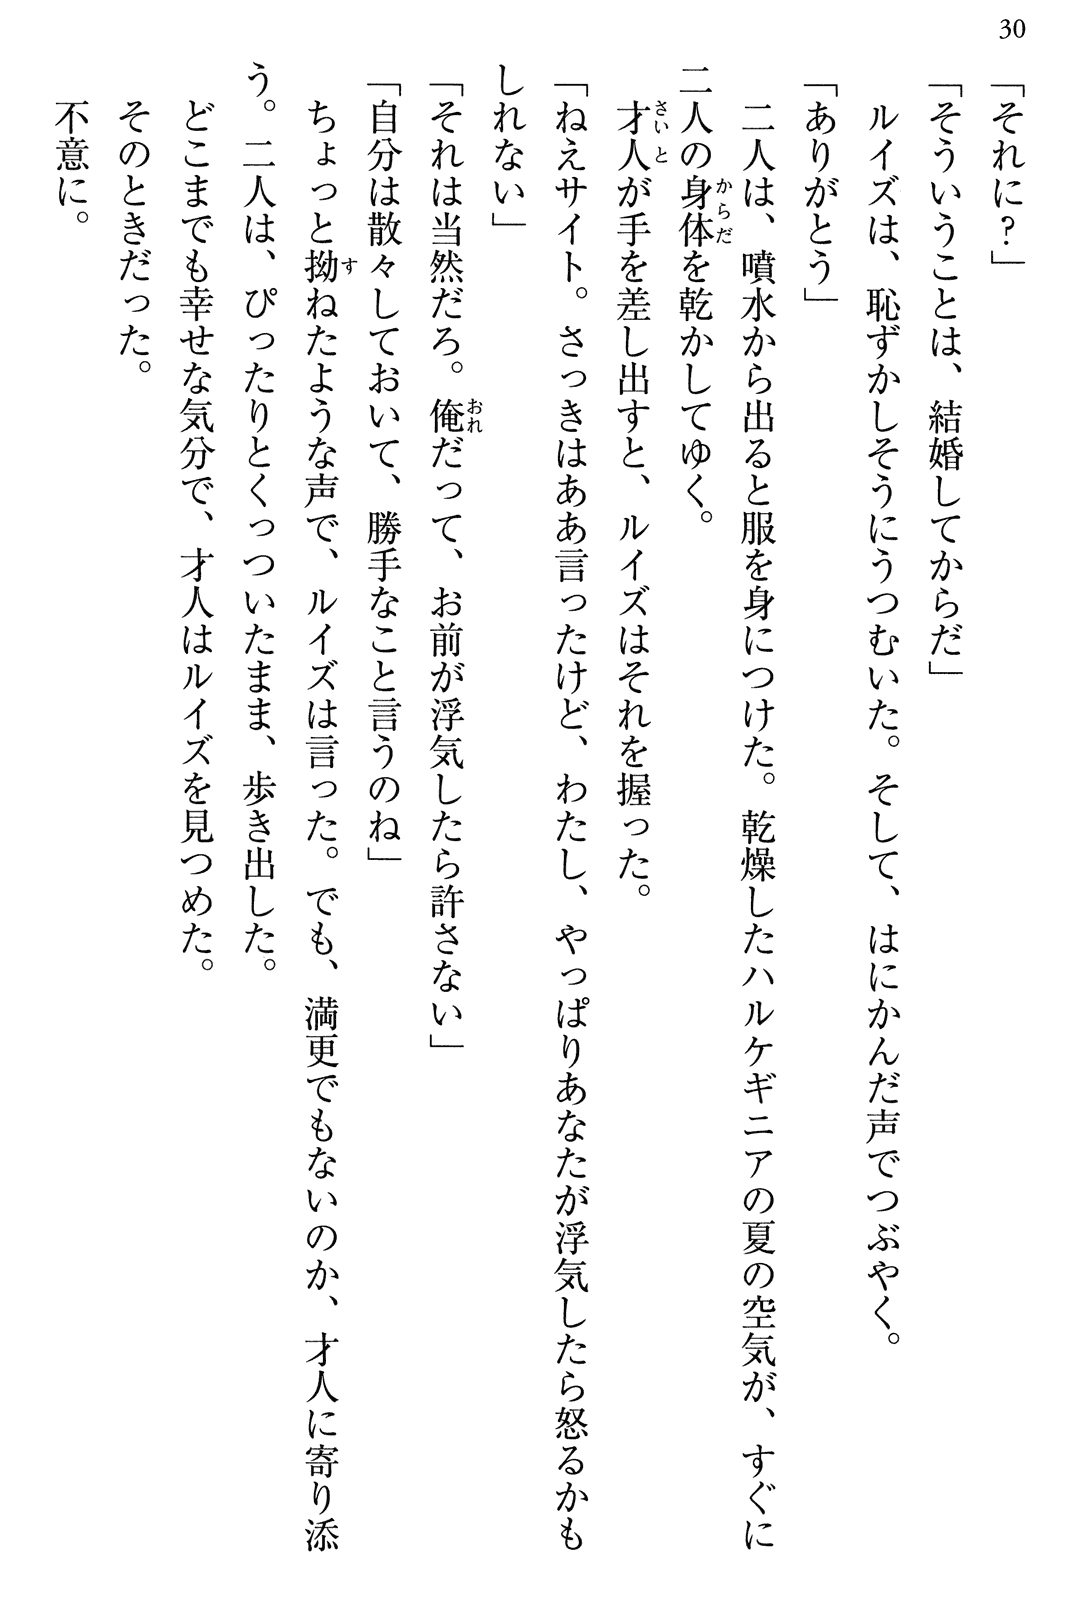 30
「それに？」
「そういうことは、結婚してからだ」
ルイズは、恥ずかしそうにうつむいた。そして、はにかんだ声でつぶやく。
「ありがとう」
二人は、噴水から出ると服を身につけた。乾燥したハルケギニアの夏の空気が、すぐに
二人の身体を乾かしてゆく。
からだ
才人が手を差し出すと、ルイズはそれを握った。
さいと
「ねえサイト。さっきはああ言ったけど、わたし、やっぱりあなたが浮気したら怒るかも
しれない」
「それは当然だろ。俺だって、お前が浮気したら許さない」
おれ
「自分は散々しておいて、勝手なこと言うのね」
ちょっと拗ねたような声で、ルイズは言った。でも、満更でもないのか、才人に寄り添
す
う。二人は、ぴったりとくっついたまま、歩き出した。
どこまでも幸せな気分で、才人はルイズを見つめた。
そのときだった。
不意に。